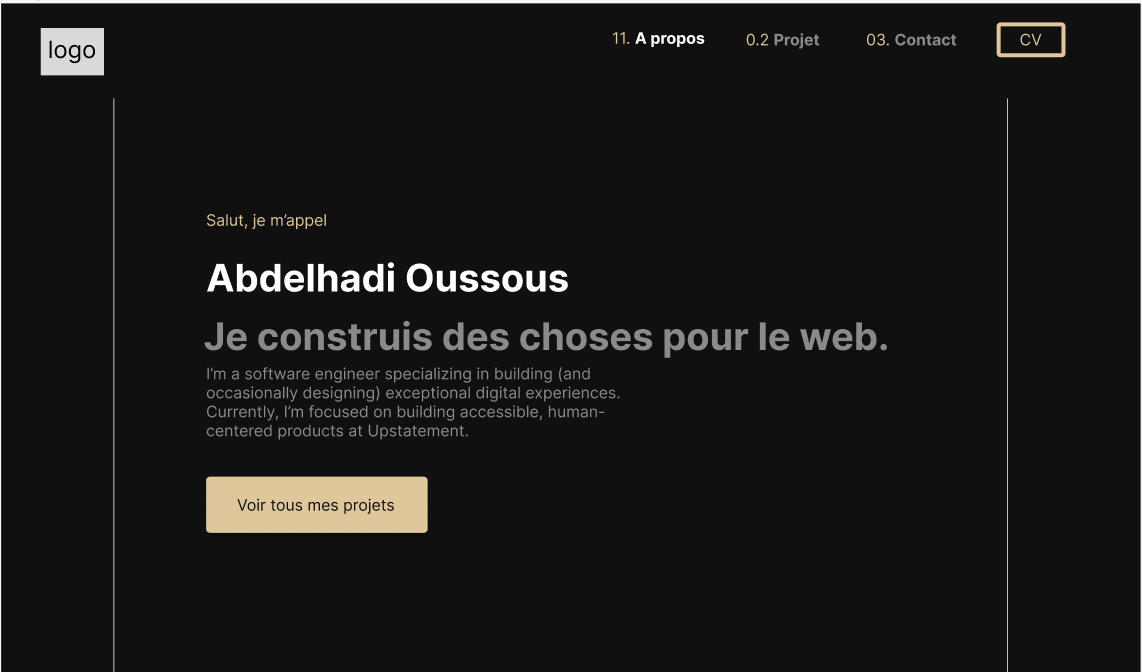 logo
11. A propos
0.2 Projet
03. Contact
CV
Salut, je m’appel
Abdelhadi Oussous
Je construis des choses pour le web.
I’m a software engineer specializing in building (and
occasionally designing) exceptional digital experiences.
Currently, I’m focused on building accessible, human-
centered products at Upstatement.
Voir tous mes projets